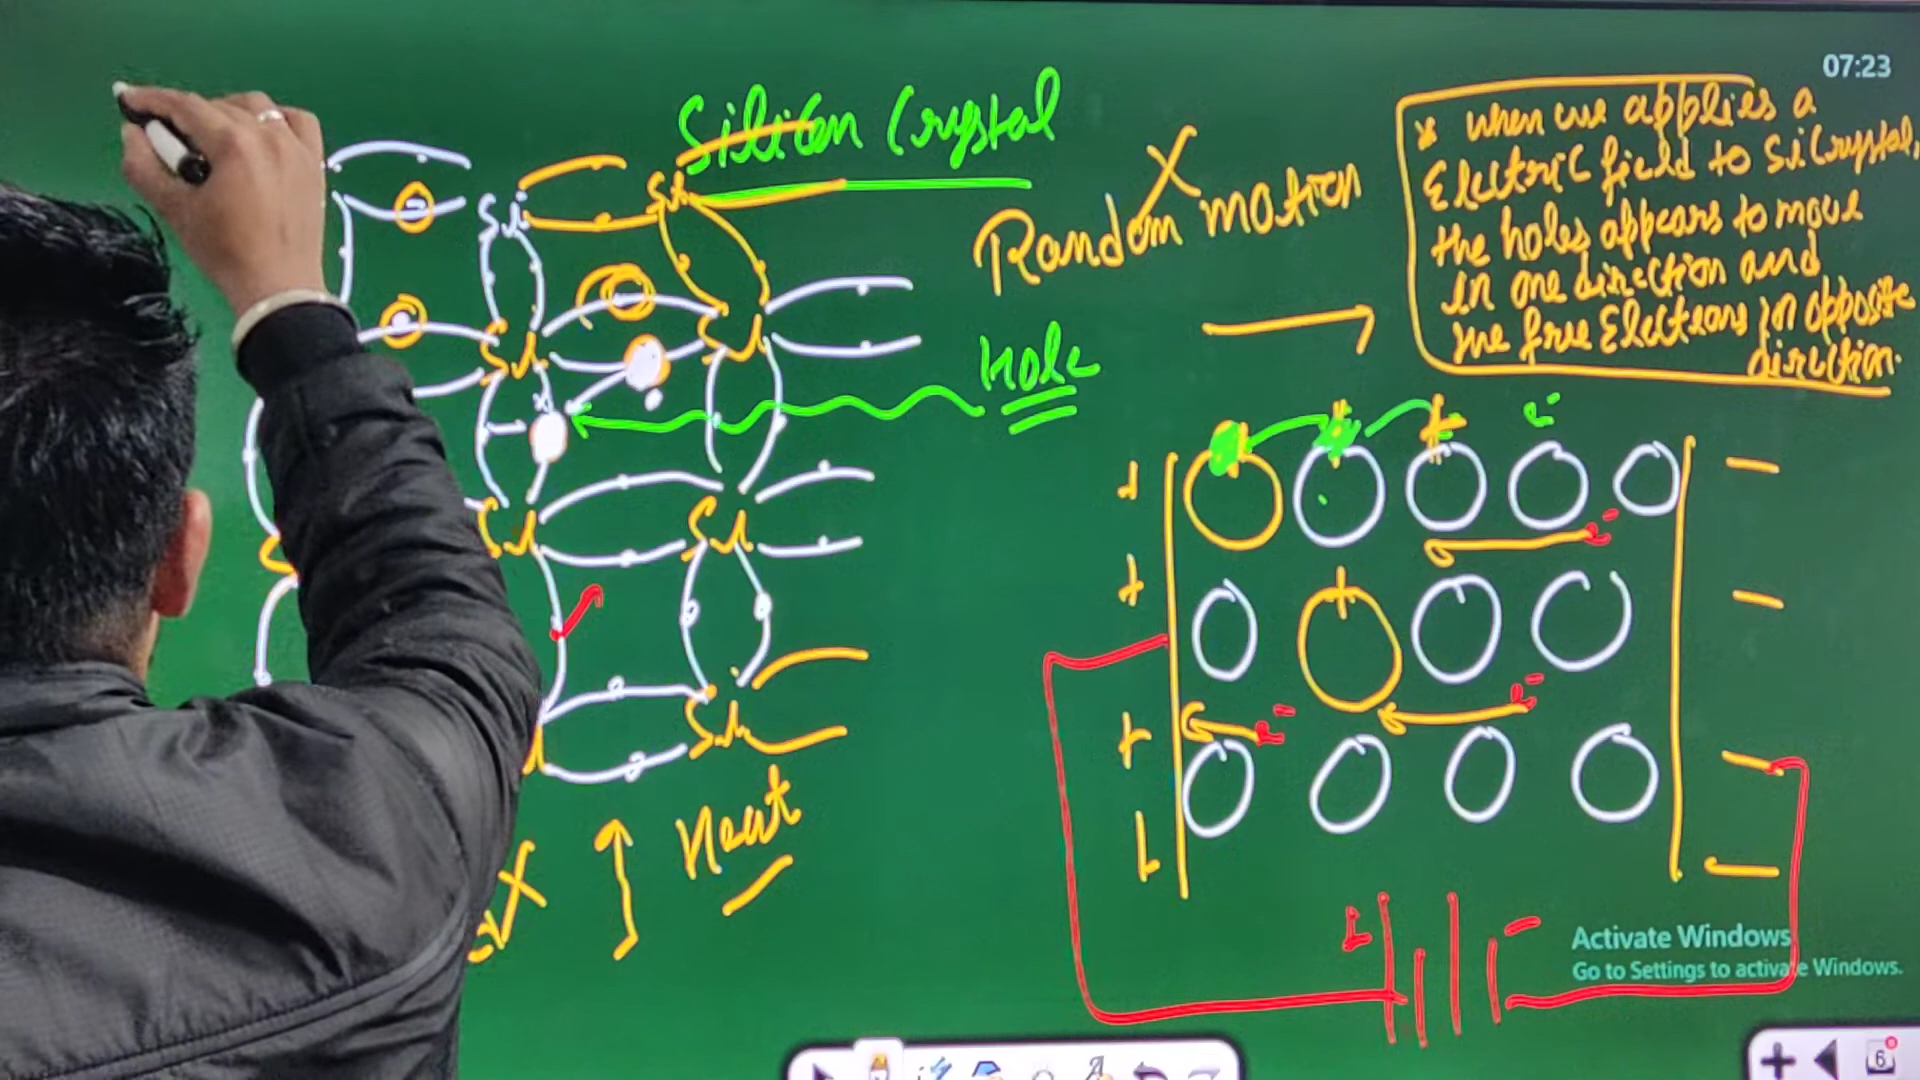 07:23
Silicon Crystal
Random motion
X
* when we applies a
Electric field to Si Crystal,
the holes appears to move
in one direction and
the free Electrons in opposite
direction.
Si
Si
Si
Si
Hole
Si
Si
Si
Heat
X
e-
e-
e-
e-
+
+
+
+
-
-
-
-
+
+
+
+
-
Activate Windows
Go to Settings to activate Windows.
6